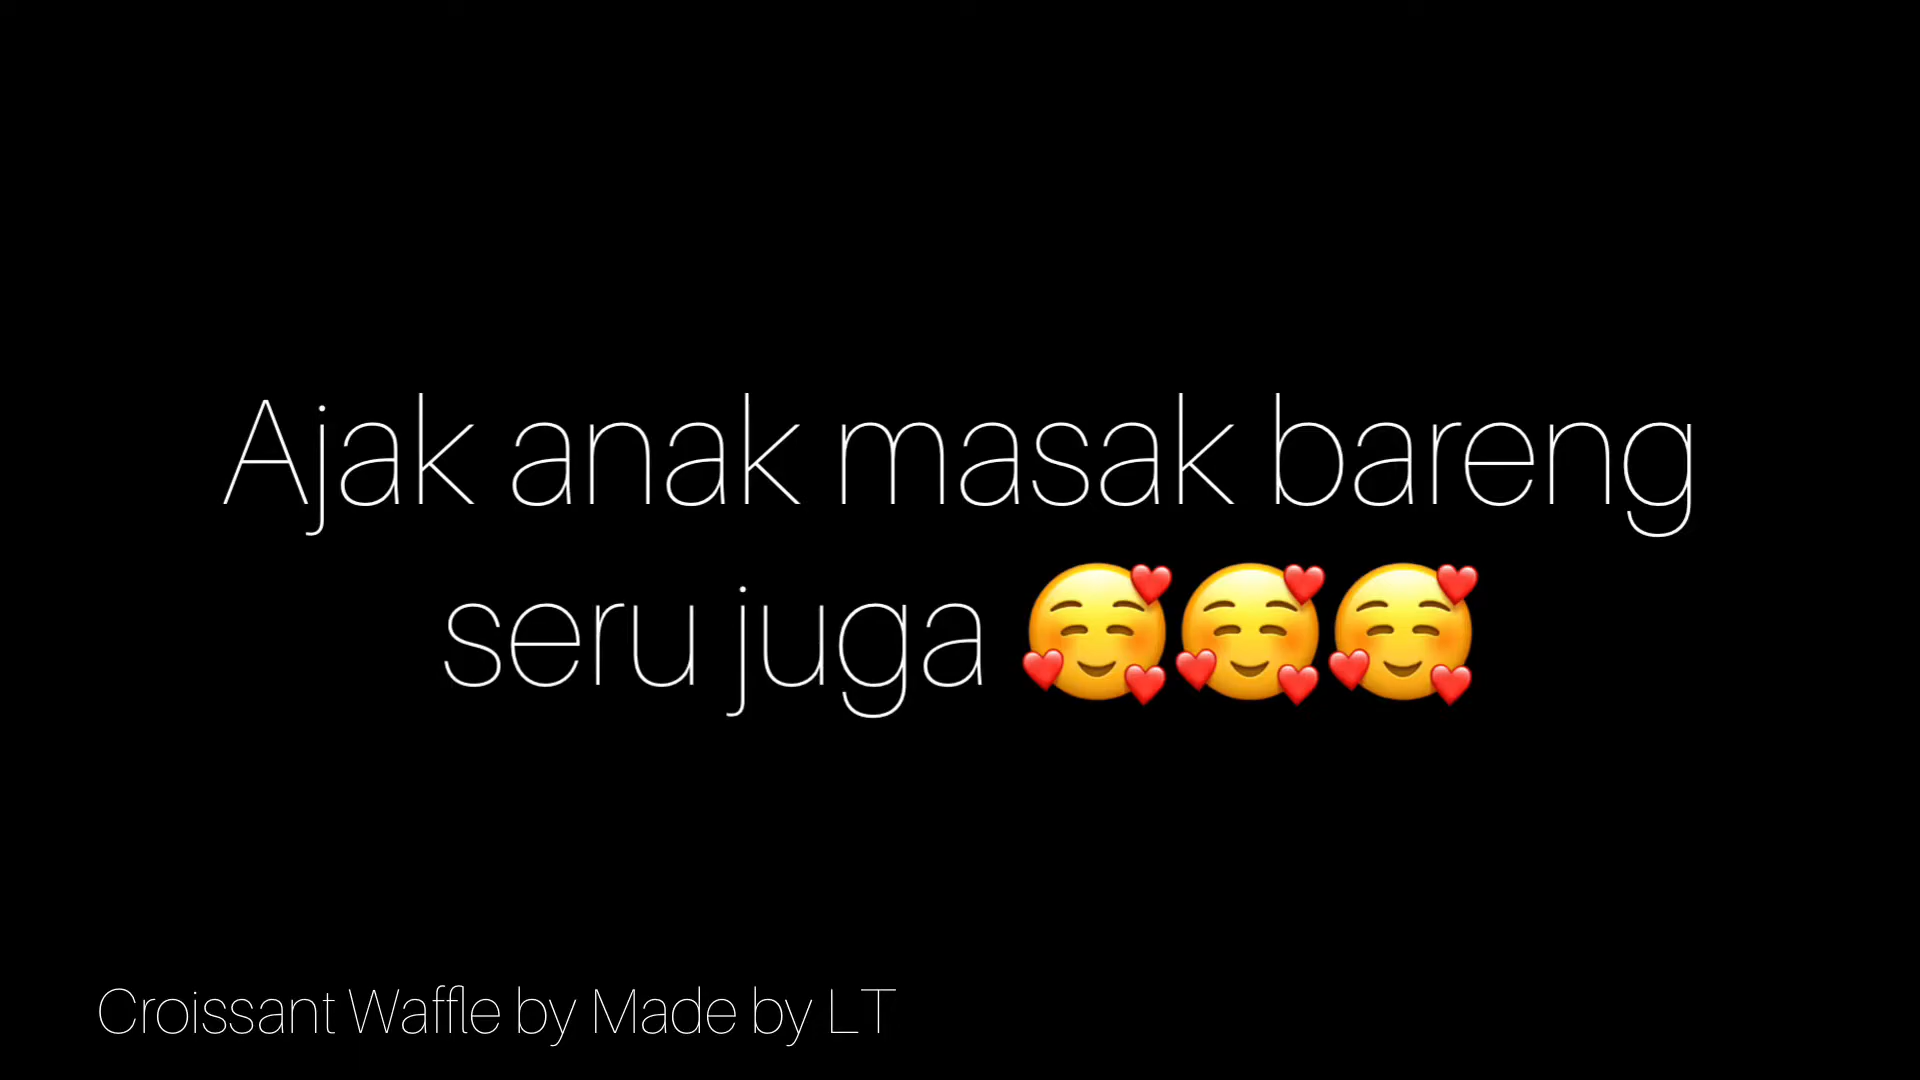 Ajak anak masak bareng
seru juga 🥰🥰🥰
Croissant Waffle by Made by LT